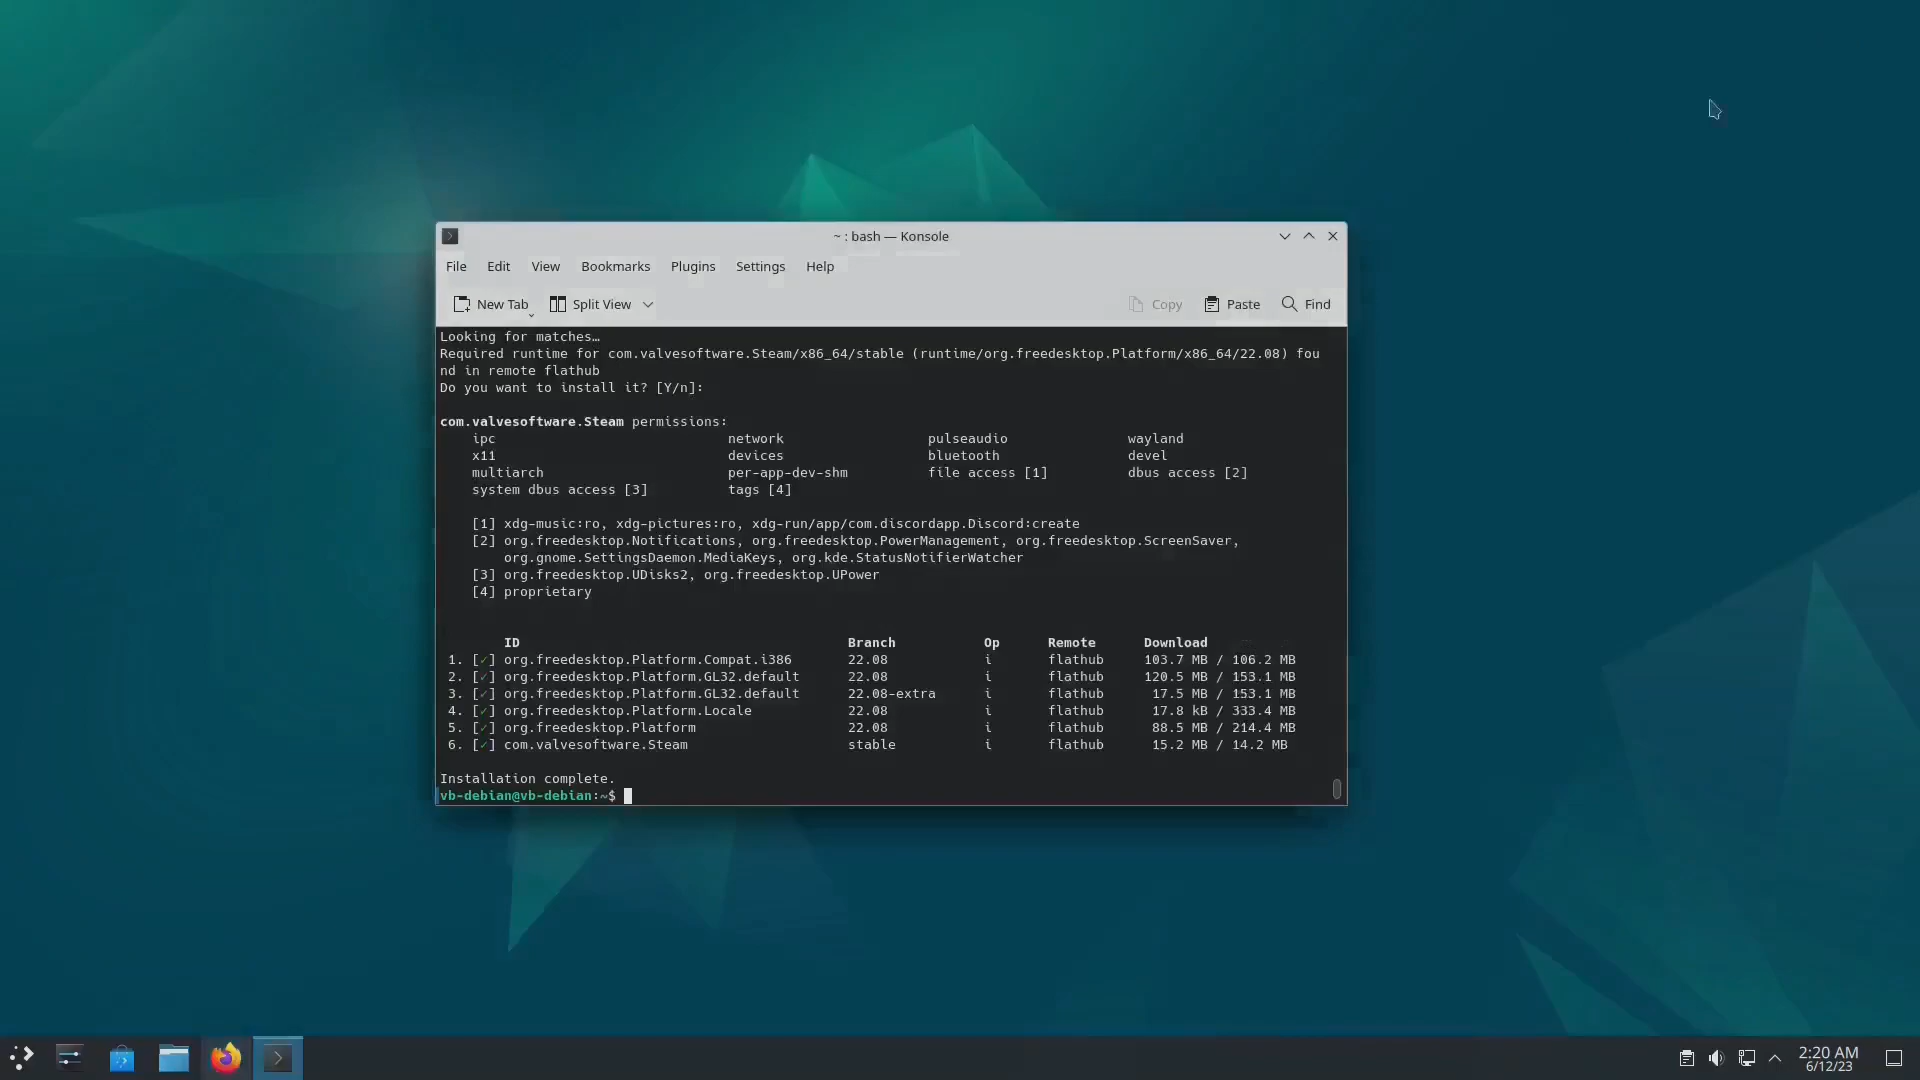 ~ : bash — Konsole
File Edit View Bookmarks Plugins Settings Help
New Tab Split View Copy Paste Find
Looking for matches…
Required runtime for com.valvesoftware.Steam/x86_64/stable (runtime/org.freedesktop.Platform/x86_64/22.08) fou
nd in remote flathub
Do you want to install it? [Y/n]:
com.valvesoftware.Steam permissions:
ipc network pulseaudio wayland
x11 devices bluetooth devel
multiarch per-app-dev-shm file access [1] dbus access [2]
system dbus access [3] tags [4]
[1] xdg-music:ro, xdg-pictures:ro, xdg-run/app/com.discordapp.Discord:create
[2] org.freedesktop.Notifications, org.freedesktop.PowerManagement, org.freedesktop.ScreenSaver,
org.gnome.SettingsDaemon.MediaKeys, org.kde.StatusNotifierWatcher
[3] org.freedesktop.UDisks2, org.freedesktop.UPower
[4] proprietary
ID Branch Op Remote Download
1. [✓] org.freedesktop.Platform.Compat.i386 22.08 i flathub 103.7 MB / 106.2 MB
2. [✓] org.freedesktop.Platform.GL32.default 22.08 i flathub 120.5 MB / 153.1 MB
3. [✓] org.freedesktop.Platform.GL32.default 22.08-extra i flathub 17.5 MB / 153.1 MB
4. [✓] org.freedesktop.Platform.Locale 22.08 i flathub 17.8 kB / 333.4 MB
5. [✓] org.freedesktop.Platform 22.08 i flathub 88.5 MB / 214.4 MB
6. [✓] com.valvesoftware.Steam stable i flathub 15.2 MB / 14.2 MB
Installation complete.
vb-debian@vb-debian:~$
2:20 AM
6/12/23